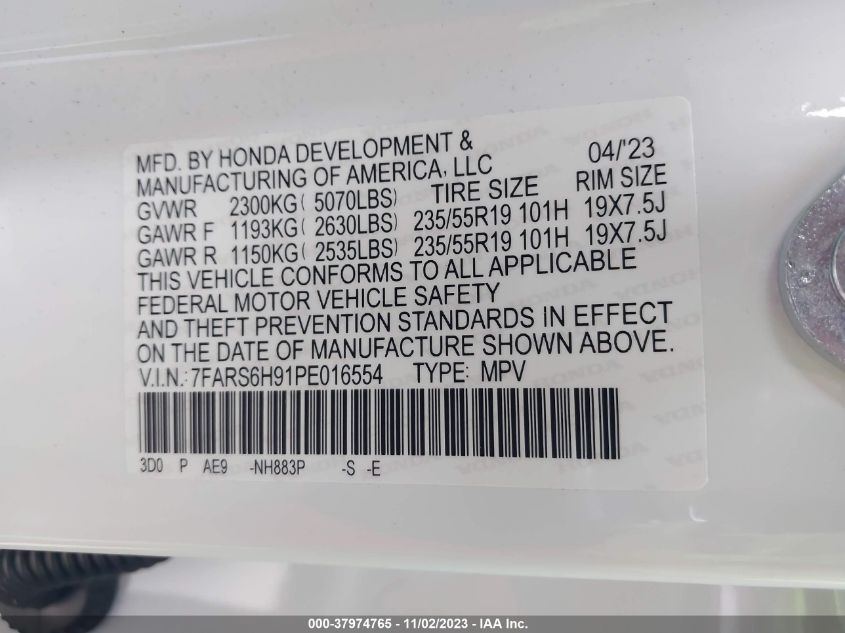 MFD. BY HONDA DEVELOPMENT & 04/'23
MANUFACTURING OF AMERICA, LLC
TIRE SIZE RIM SIZE
GVWR 2300KG( 5070LBS)
GAWR F 1193KG( 2630LBS) 235/55R19 101H 19X7.5J
GAWR R 1150KG( 2535LBS) 235/55R19 101H 19X7.5J
THIS VEHICLE CONFORMS TO ALL APPLICABLE
FEDERAL MOTOR VEHICLE SAFETY
AND THEFT PREVENTION STANDARDS IN EFFECT
ON THE DATE OF MANUFACTURE SHOWN ABOVE.
V.I.N.: 7FARS6H91PE016554 TYPE: MPV
3D0 P AE9 -NH883P -S -E
000-37974765 - 11/02/2023 - IAA Inc.